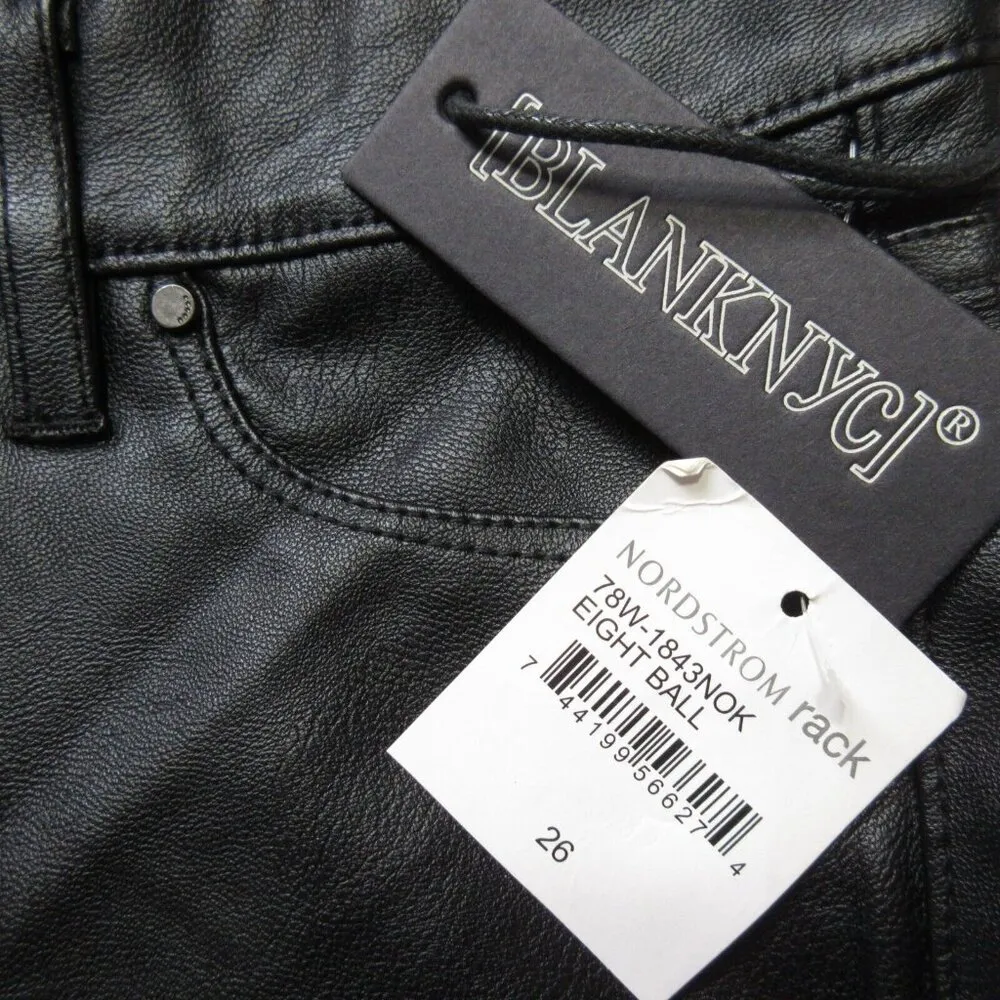 [BLANKNYC]®
NORDSTROM rack
78W-1843NOK
EIGHT BALL
7 44199 56627 4
26